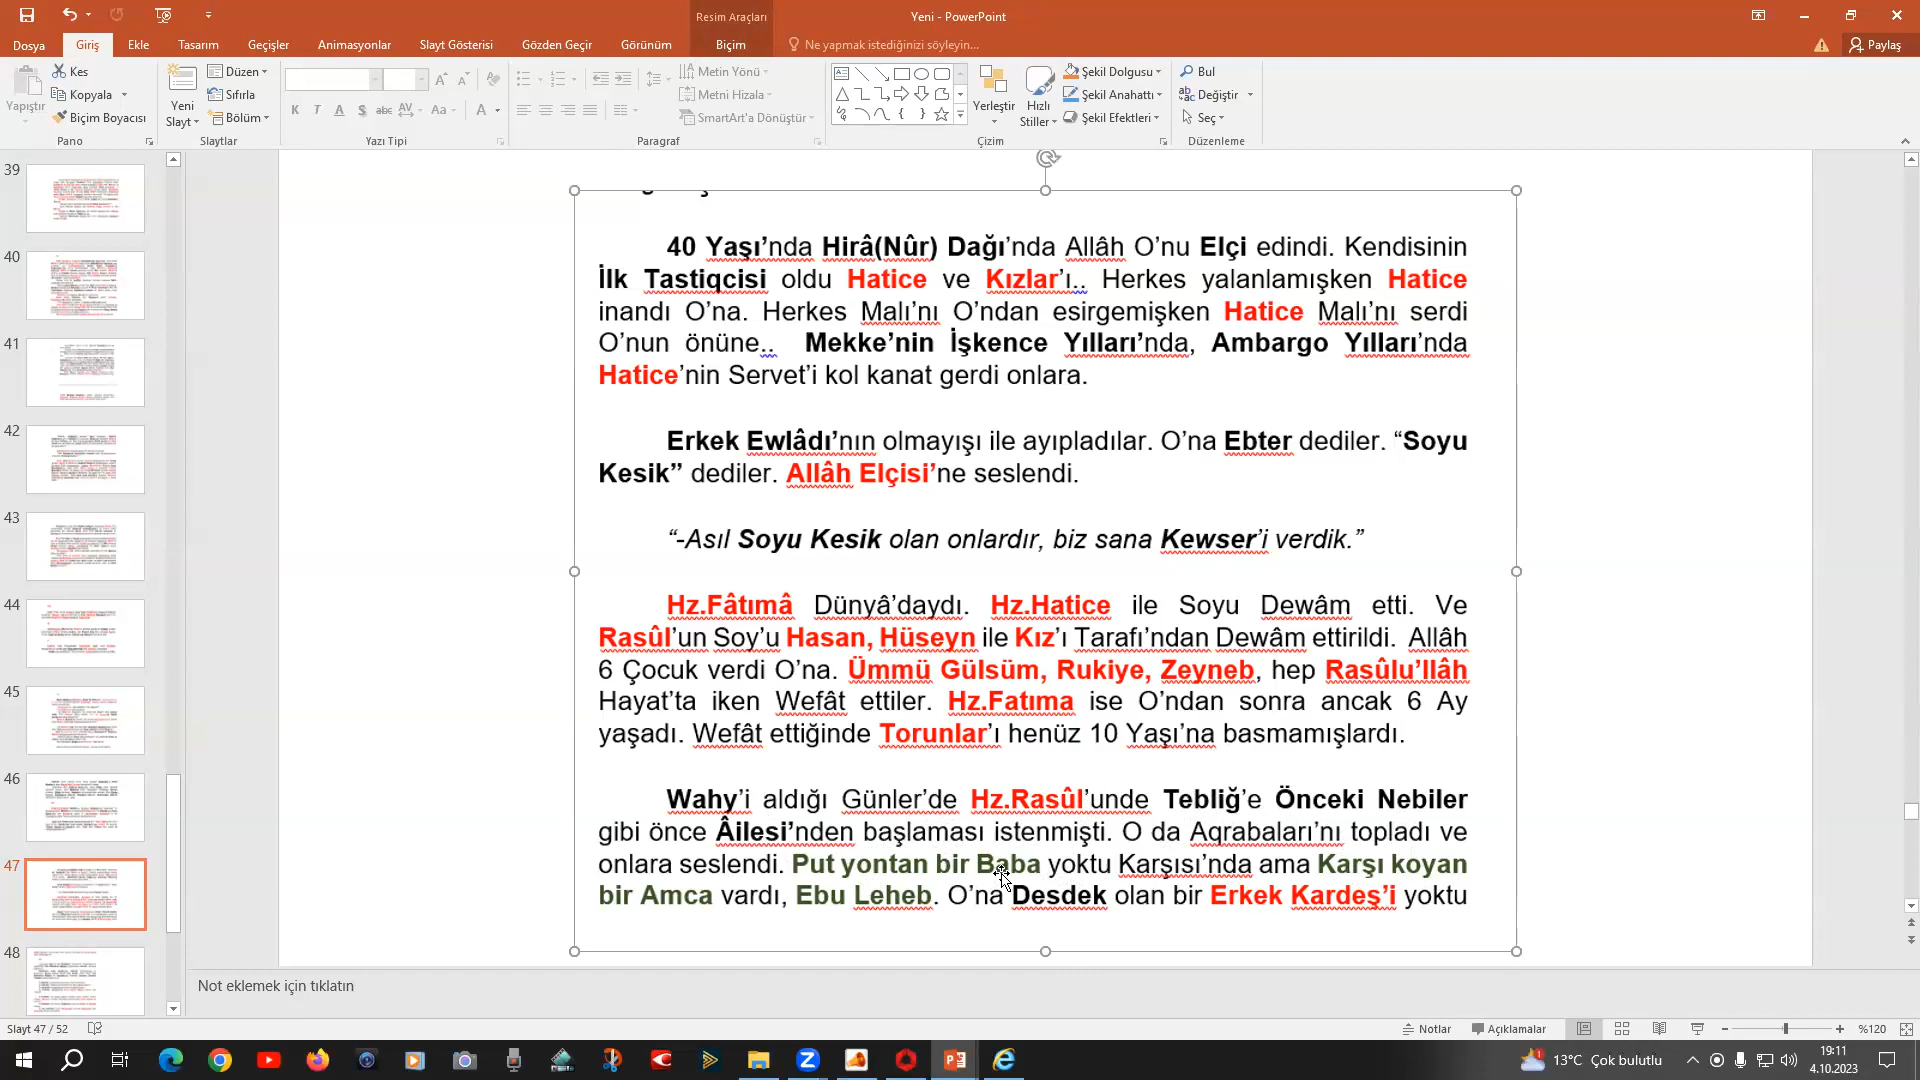 Resim Araçları
Yeni - PowerPoint
Dosya
Giriş
Ekle
Tasarım
Geçişler
Animasyonlar
Slayt Gösterisi
Gözden Geçir
Görünüm
Biçim
Ne yapmak istediğinizi söyleyin...
Paylaş
Yapıştır
Kes
Kopyala
Biçim Boyacısı
Pano
Yeni
Slayt
Düzen
Sıfırla
Bölüm
Slaytlar
K T A S abc AV Aa A
Yazı Tipi
Metin Yönü
Metni Hizala
SmartArt'a Dönüştür
Paragraf
Yerleştir
Hızlı
Stiller
Şekil Dolgusu
Şekil Anahattı
Şekil Efektleri
Çizim
Bul
Değiştir
Seç
Düzenleme
39
40
41
42
43
44
45
46
47
48
40 Yaşı’nda Hirâ(Nûr) Dağı’nda Allâh O’nu Elçi edindi. Kendisinin
İlk Tastiqcisi oldu Hatice ve Kızlar’ı.. Herkes yalanlamışken Hatice
inandı O’na. Herkes Malı’nı O’ndan esirgemişken Hatice Malı’nı serdi
O’nun önüne.. Mekke’nin İşkence Yılları’nda, Ambargo Yılları’nda
Hatice’nin Servet’i kol kanat gerdi onlara.
Erkek Ewlâdı’nın olmayışı ile ayıpladılar. O’na Ebter dediler. “Soyu
Kesik” dediler. Allâh Elçisi’ne seslendi.
“-Asıl Soyu Kesik olan onlardır, biz sana Kewser’i verdik.”
Hz.Fâtımâ Dünyâ’daydı. Hz.Hatice ile Soyu Dewâm etti. Ve
Rasûl’un Soy’u Hasan, Hüseyn ile Kız’ı Tarafı’ndan Dewâm ettirildi. Allâh
6 Çocuk verdi O’na. Ümmü Gülsüm, Rukiye, Zeyneb, hep Rasûlu’llâh
Hayat’ta iken Wefât ettiler. Hz.Fatıma ise O’ndan sonra ancak 6 Ay
yaşadı. Wefât ettiğinde Torunlar’ı henüz 10 Yaşı’na basmamışlardı.
Wahy’i aldığı Günler’de Hz.Rasûl’unde Tebliğ’e Önceki Nebiler
gibi önce Âilesi’nden başlaması istenmişti. O da Aqrabaları’nı topladı ve
onlara seslendi. Put yontan bir Baba yoktu Karşısı’nda ama Karşı koyan
bir Amca vardı, Ebu Leheb. O’na Desdek olan bir Erkek Kardeş’i yoktu
Not eklemek için tıklatın
Slayt 47 / 52
Notlar
Açıklamalar
%120
13°C Çok bulutlu
19:11
4.10.2023